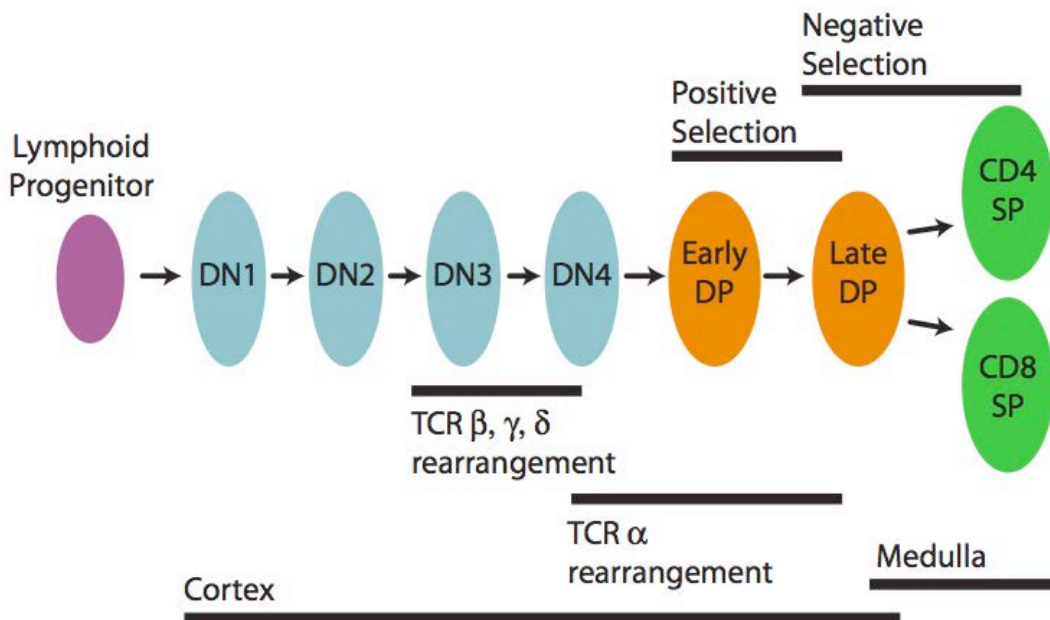 Negative
Selection
Positive
Selection
Lymphoid
Progenitor
CD4
SP
DN1
DN2
DN3
DN4
Early
DP
Late
DP
CD8
SP
TCR β, γ, δ
rearrangement
TCR α
rearrangement
Medulla
Cortex